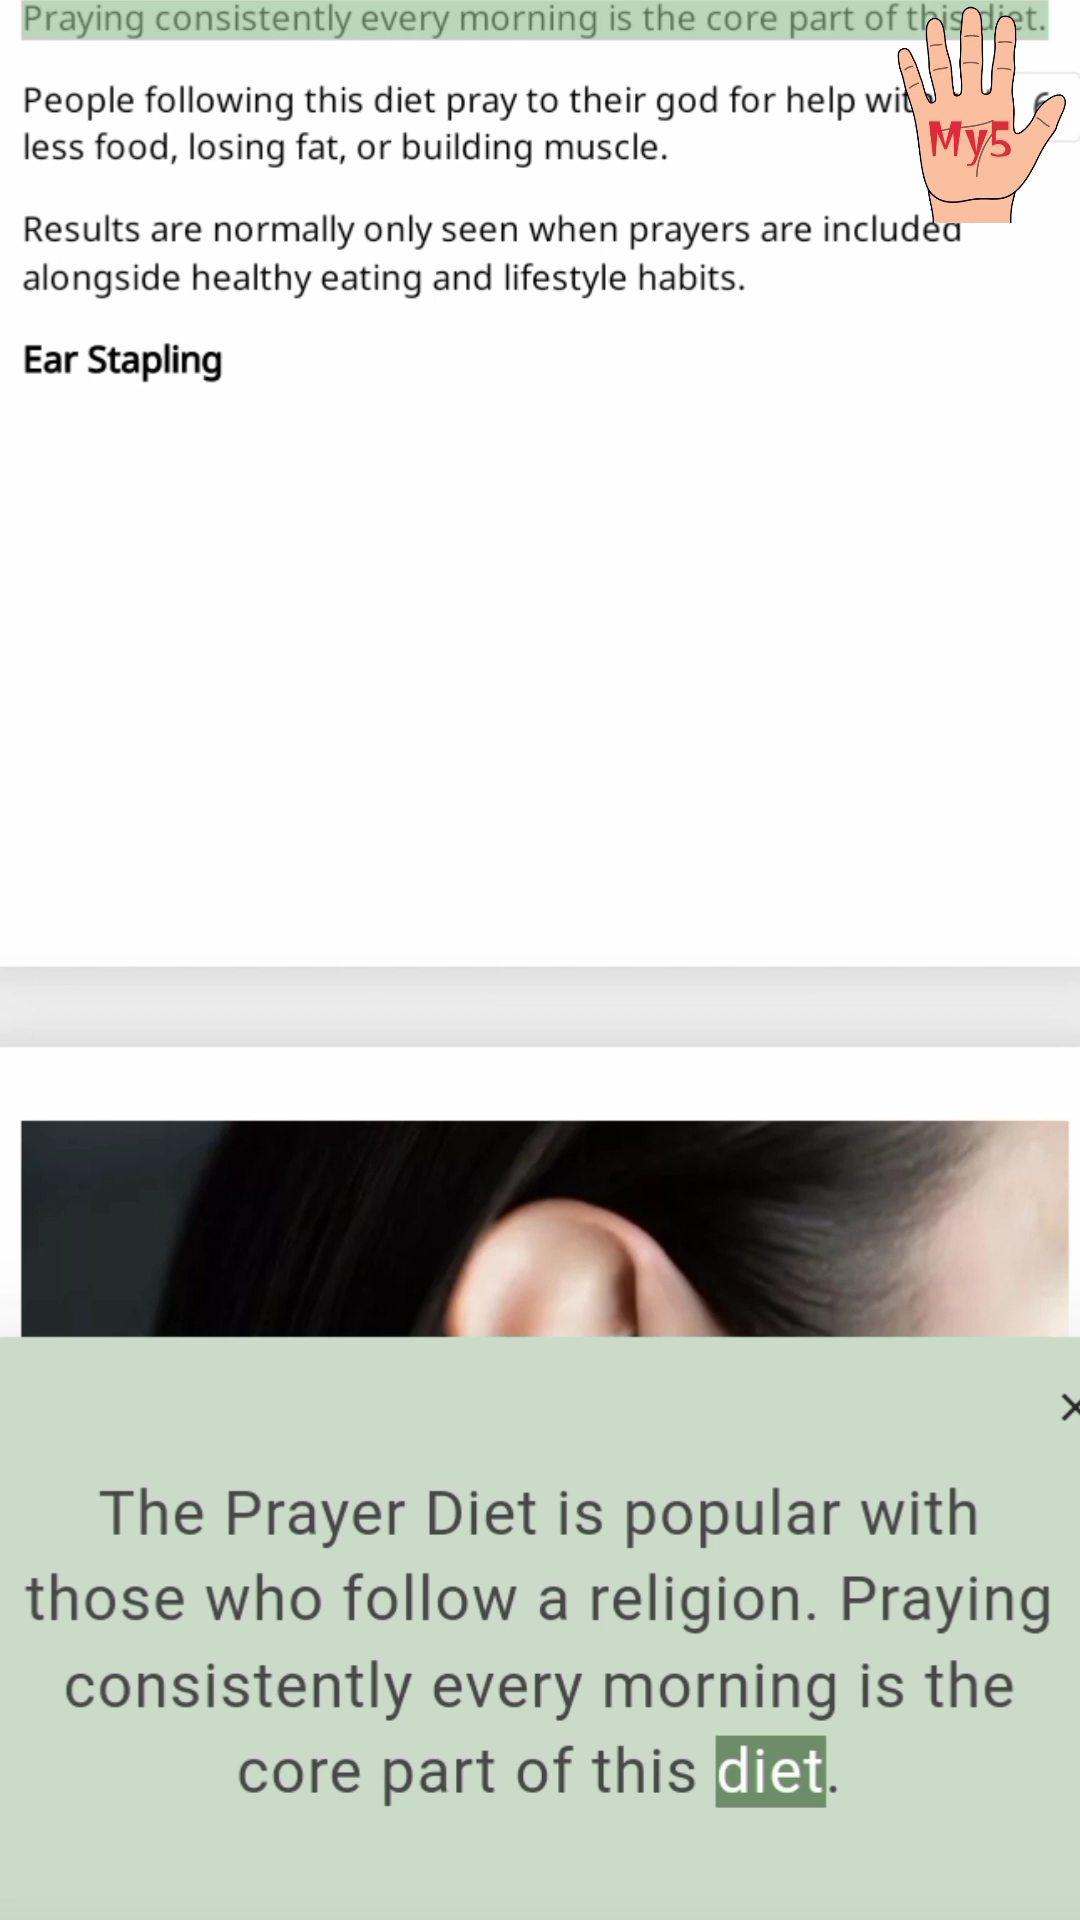 Praying consistently every morning is the core part of this diet.
People following this diet pray to their god for help
less food, losing fat, or building muscle.
Results are normally only seen when prayers are included
alongside healthy eating and lifestyle habits.
Ear Stapling
My5
The Prayer Diet is popular with
those who follow a religion. Praying
consistently every morning is the
core part of this diet.